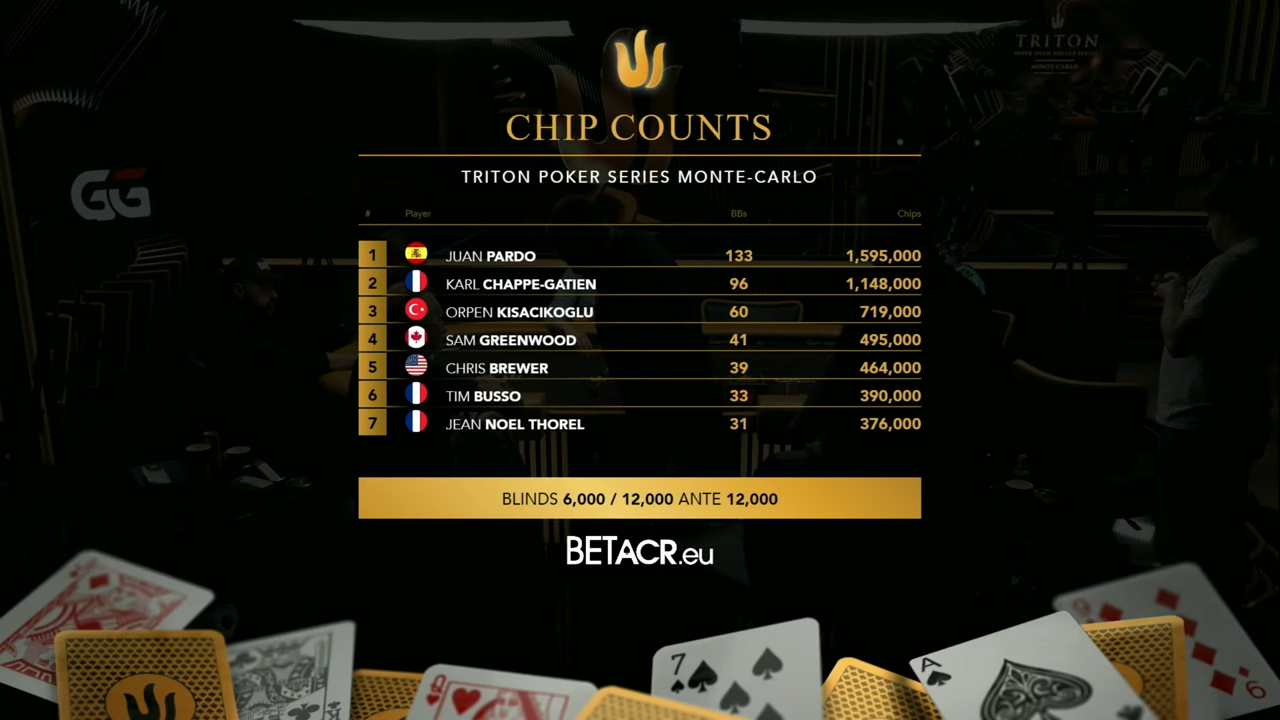 TRITON
MONTE-CARLO
CHIP COUNTS
TRITON POKER SERIES MONTE-CARLO
GG
# Player BBs Chips
1 JUAN PARDO 133 1,595,000
2 KARL CHAPPE-GATIEN 96 1,148,000
3 ORPEN KISACIKOGLU 60 719,000
4 SAM GREENWOOD 41 495,000
5 CHRIS BREWER 39 464,000
6 TIM BUSSO 33 390,000
7 JEAN NOEL THOREL 31 376,000
BLINDS 6,000 / 12,000 ANTE 12,000
BETACR.eu
7
A